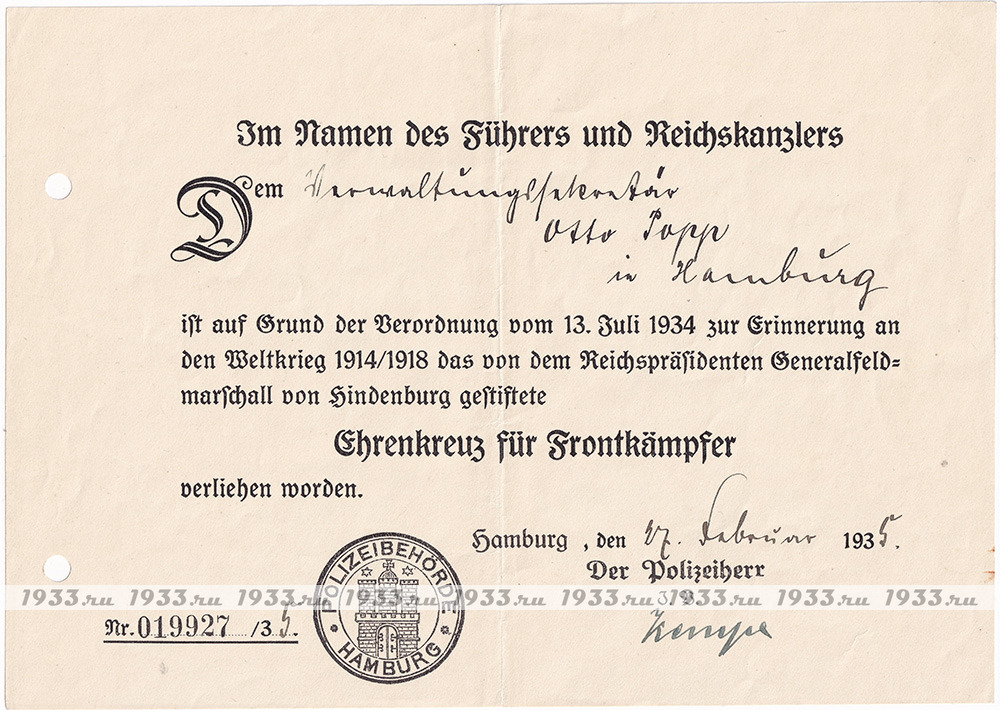 Im Namen des Führers und Reichskanzlers
Dem Verwaltungssekretär
Otto Popp
in Hamburg
ist auf Grund der Verordnung vom 13. Juli 1934 zur Erinnerung an
den Weltkrieg 1914/1918 das von dem Reichspräsidenten Generalfeld=
marschall von Hindenburg gestiftete
Ehrenkreuz für Frontkämpfer
verliehen worden.
Hamburg, den 27. Februar 1935.
Der Polizeiherr
1933.ru 1933.ru 1933.ru 1933.ru 1933.ru 1933.ru 1933.ru 1933.ru 1933.ru
Nr. 019927 /35.
POLIZEIBEHÖRDE
HAMBURG